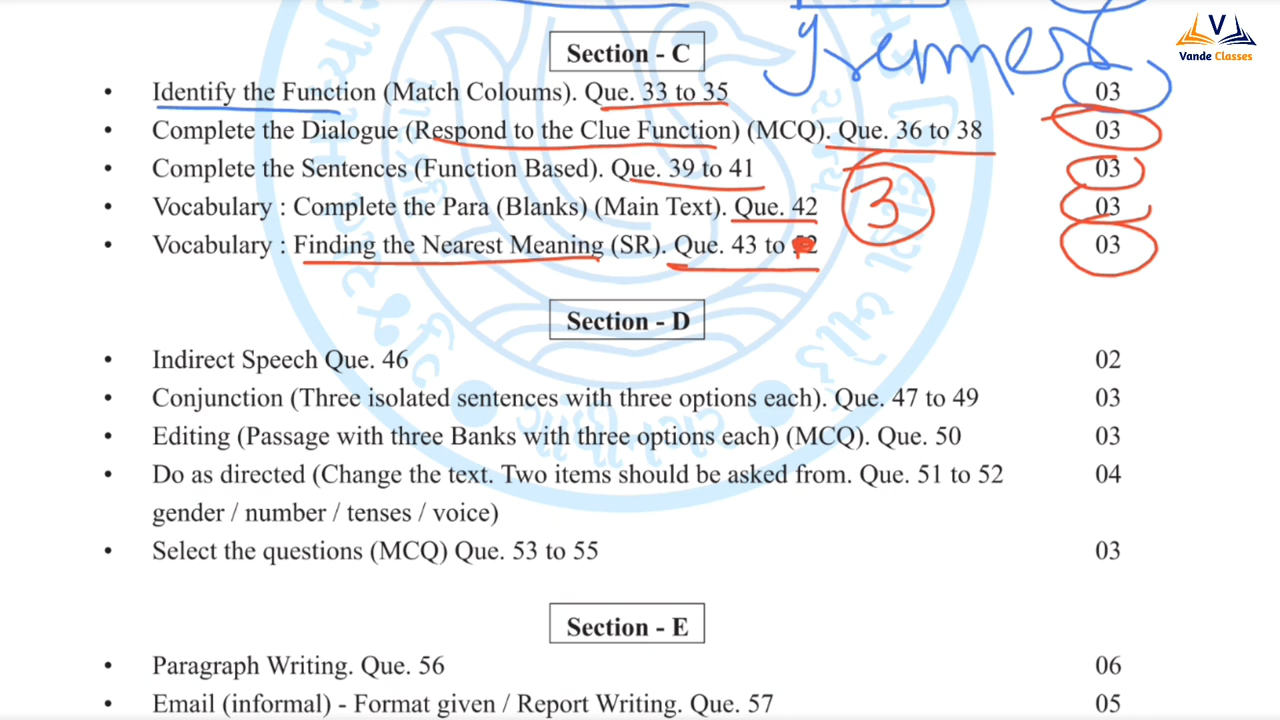 V
Vande Classes
Grammer
Section - C
• Identify the Function (Match Coloums). Que. 33 to 35 03
• Complete the Dialogue (Respond to the Clue Function) (MCQ). Que. 36 to 38 03
• Complete the Sentences (Function Based). Que. 39 to 41 03
• Vocabulary : Complete the Para (Blanks) (Main Text). Que. 42 03
3
• Vocabulary : Finding the Nearest Meaning (SR). Que. 43 to 03
Section - D
• Indirect Speech Que. 46 02
• Conjunction (Three isolated sentences with three options each). Que. 47 to 49 03
• Editing (Passage with three Banks with three options each) (MCQ). Que. 50 03
• Do as directed (Change the text. Two items should be asked from. Que. 51 to 52 04
gender / number / tenses / voice)
• Select the questions (MCQ) Que. 53 to 55 03
Section - E
• Paragraph Writing. Que. 56 06
• Email (informal) - Format given / Report Writing. Que. 57 05